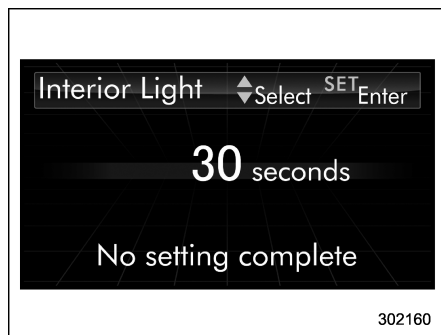 Interior Light Select SET Enter
30 seconds
No setting complete
302160